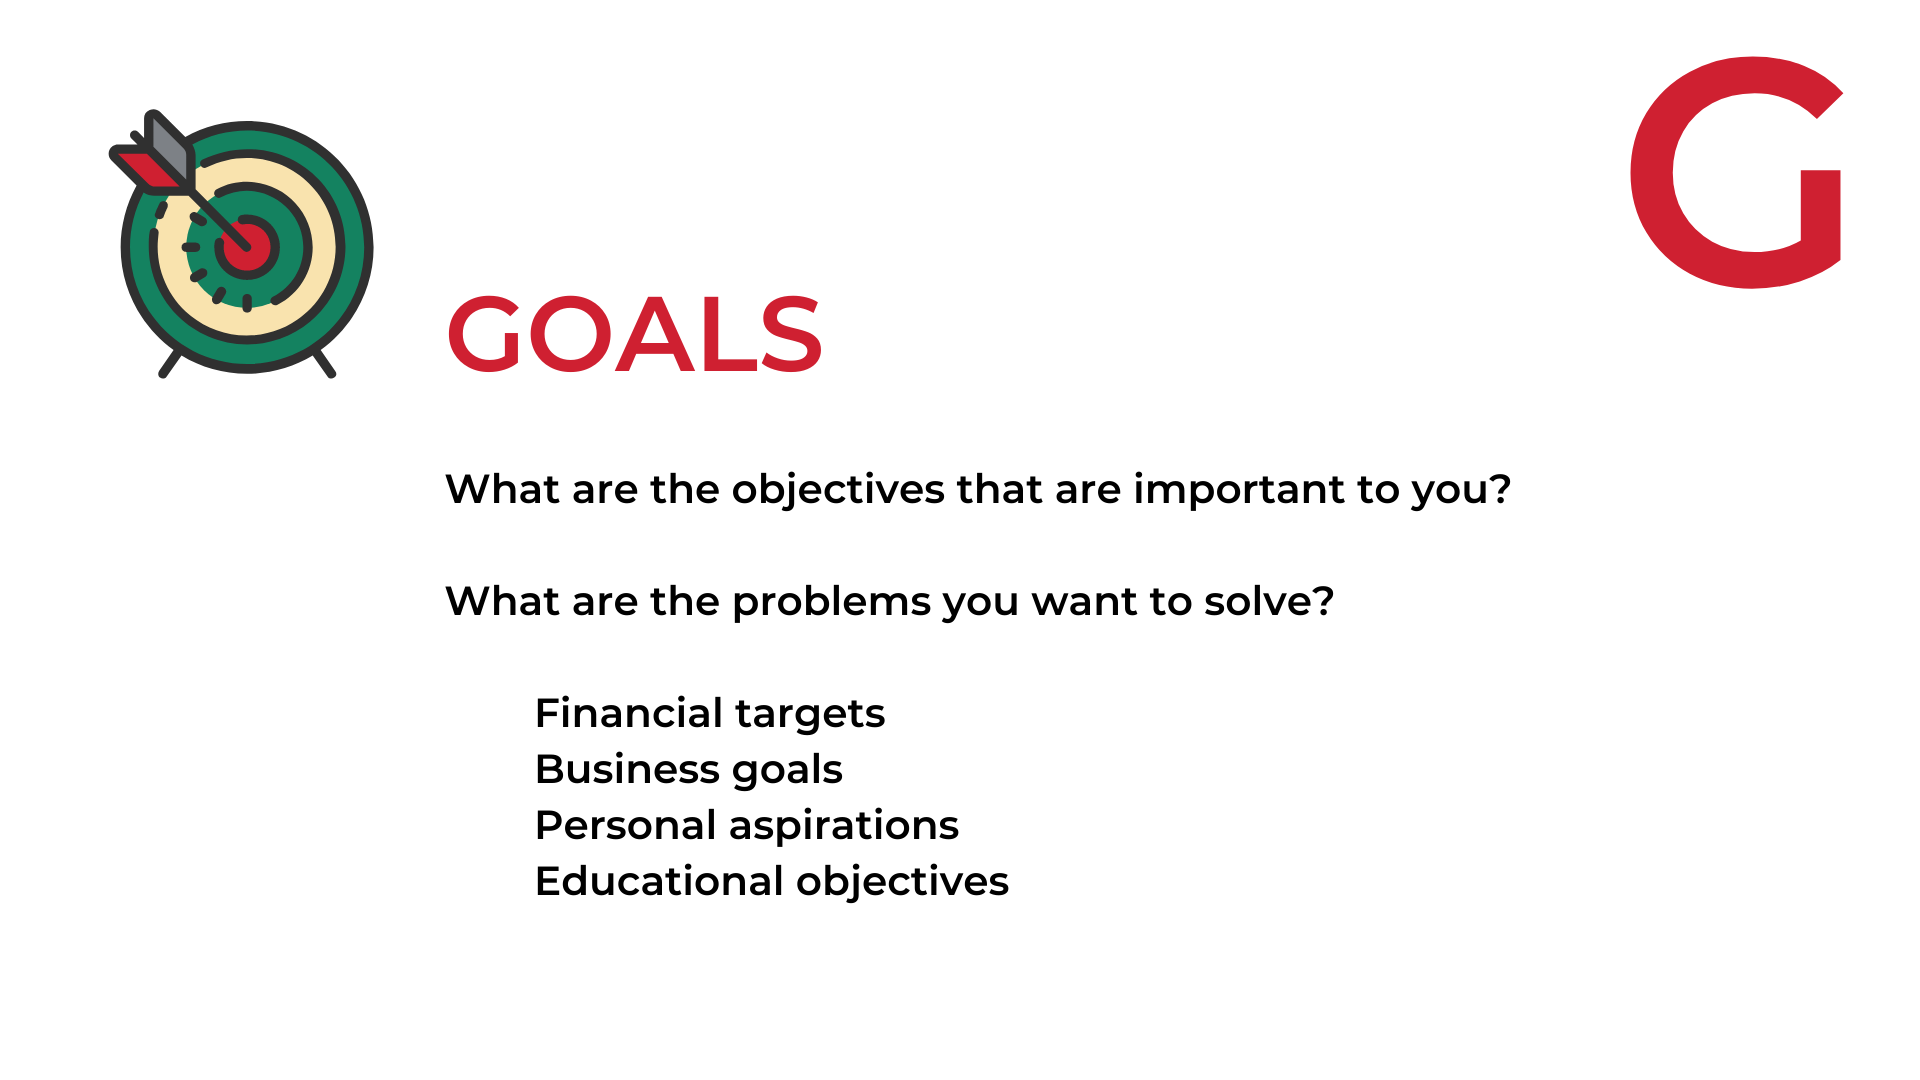 G
GOALS
What are the objectives that are important to you?
What are the problems you want to solve?
Financial targets
Business goals
Personal aspirations
Educational objectives